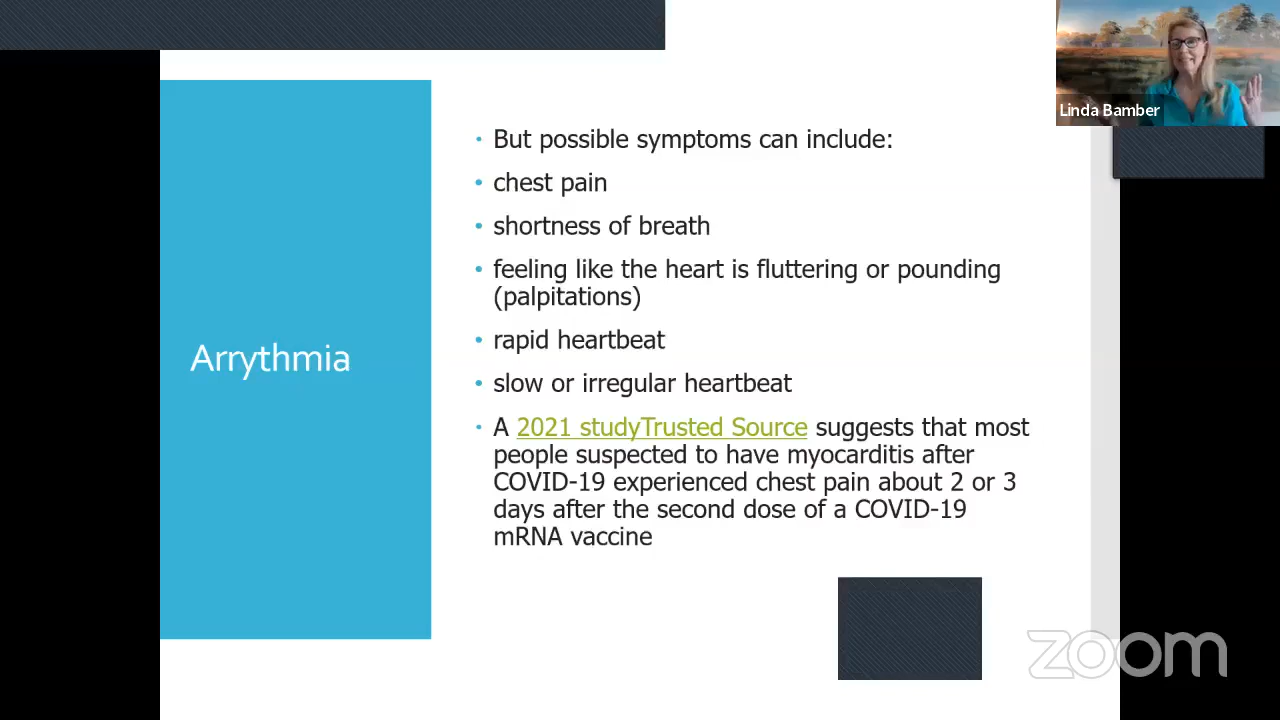 Linda Bamber
Arrythmia
But possible symptoms can include:
chest pain
shortness of breath
feeling like the heart is fluttering or pounding
(palpitations)
rapid heartbeat
slow or irregular heartbeat
A 2021 studyTrusted Source suggests that most
people suspected to have myocarditis after
COVID-19 experienced chest pain about 2 or 3
days after the second dose of a COVID-19
mRNA vaccine
zoom